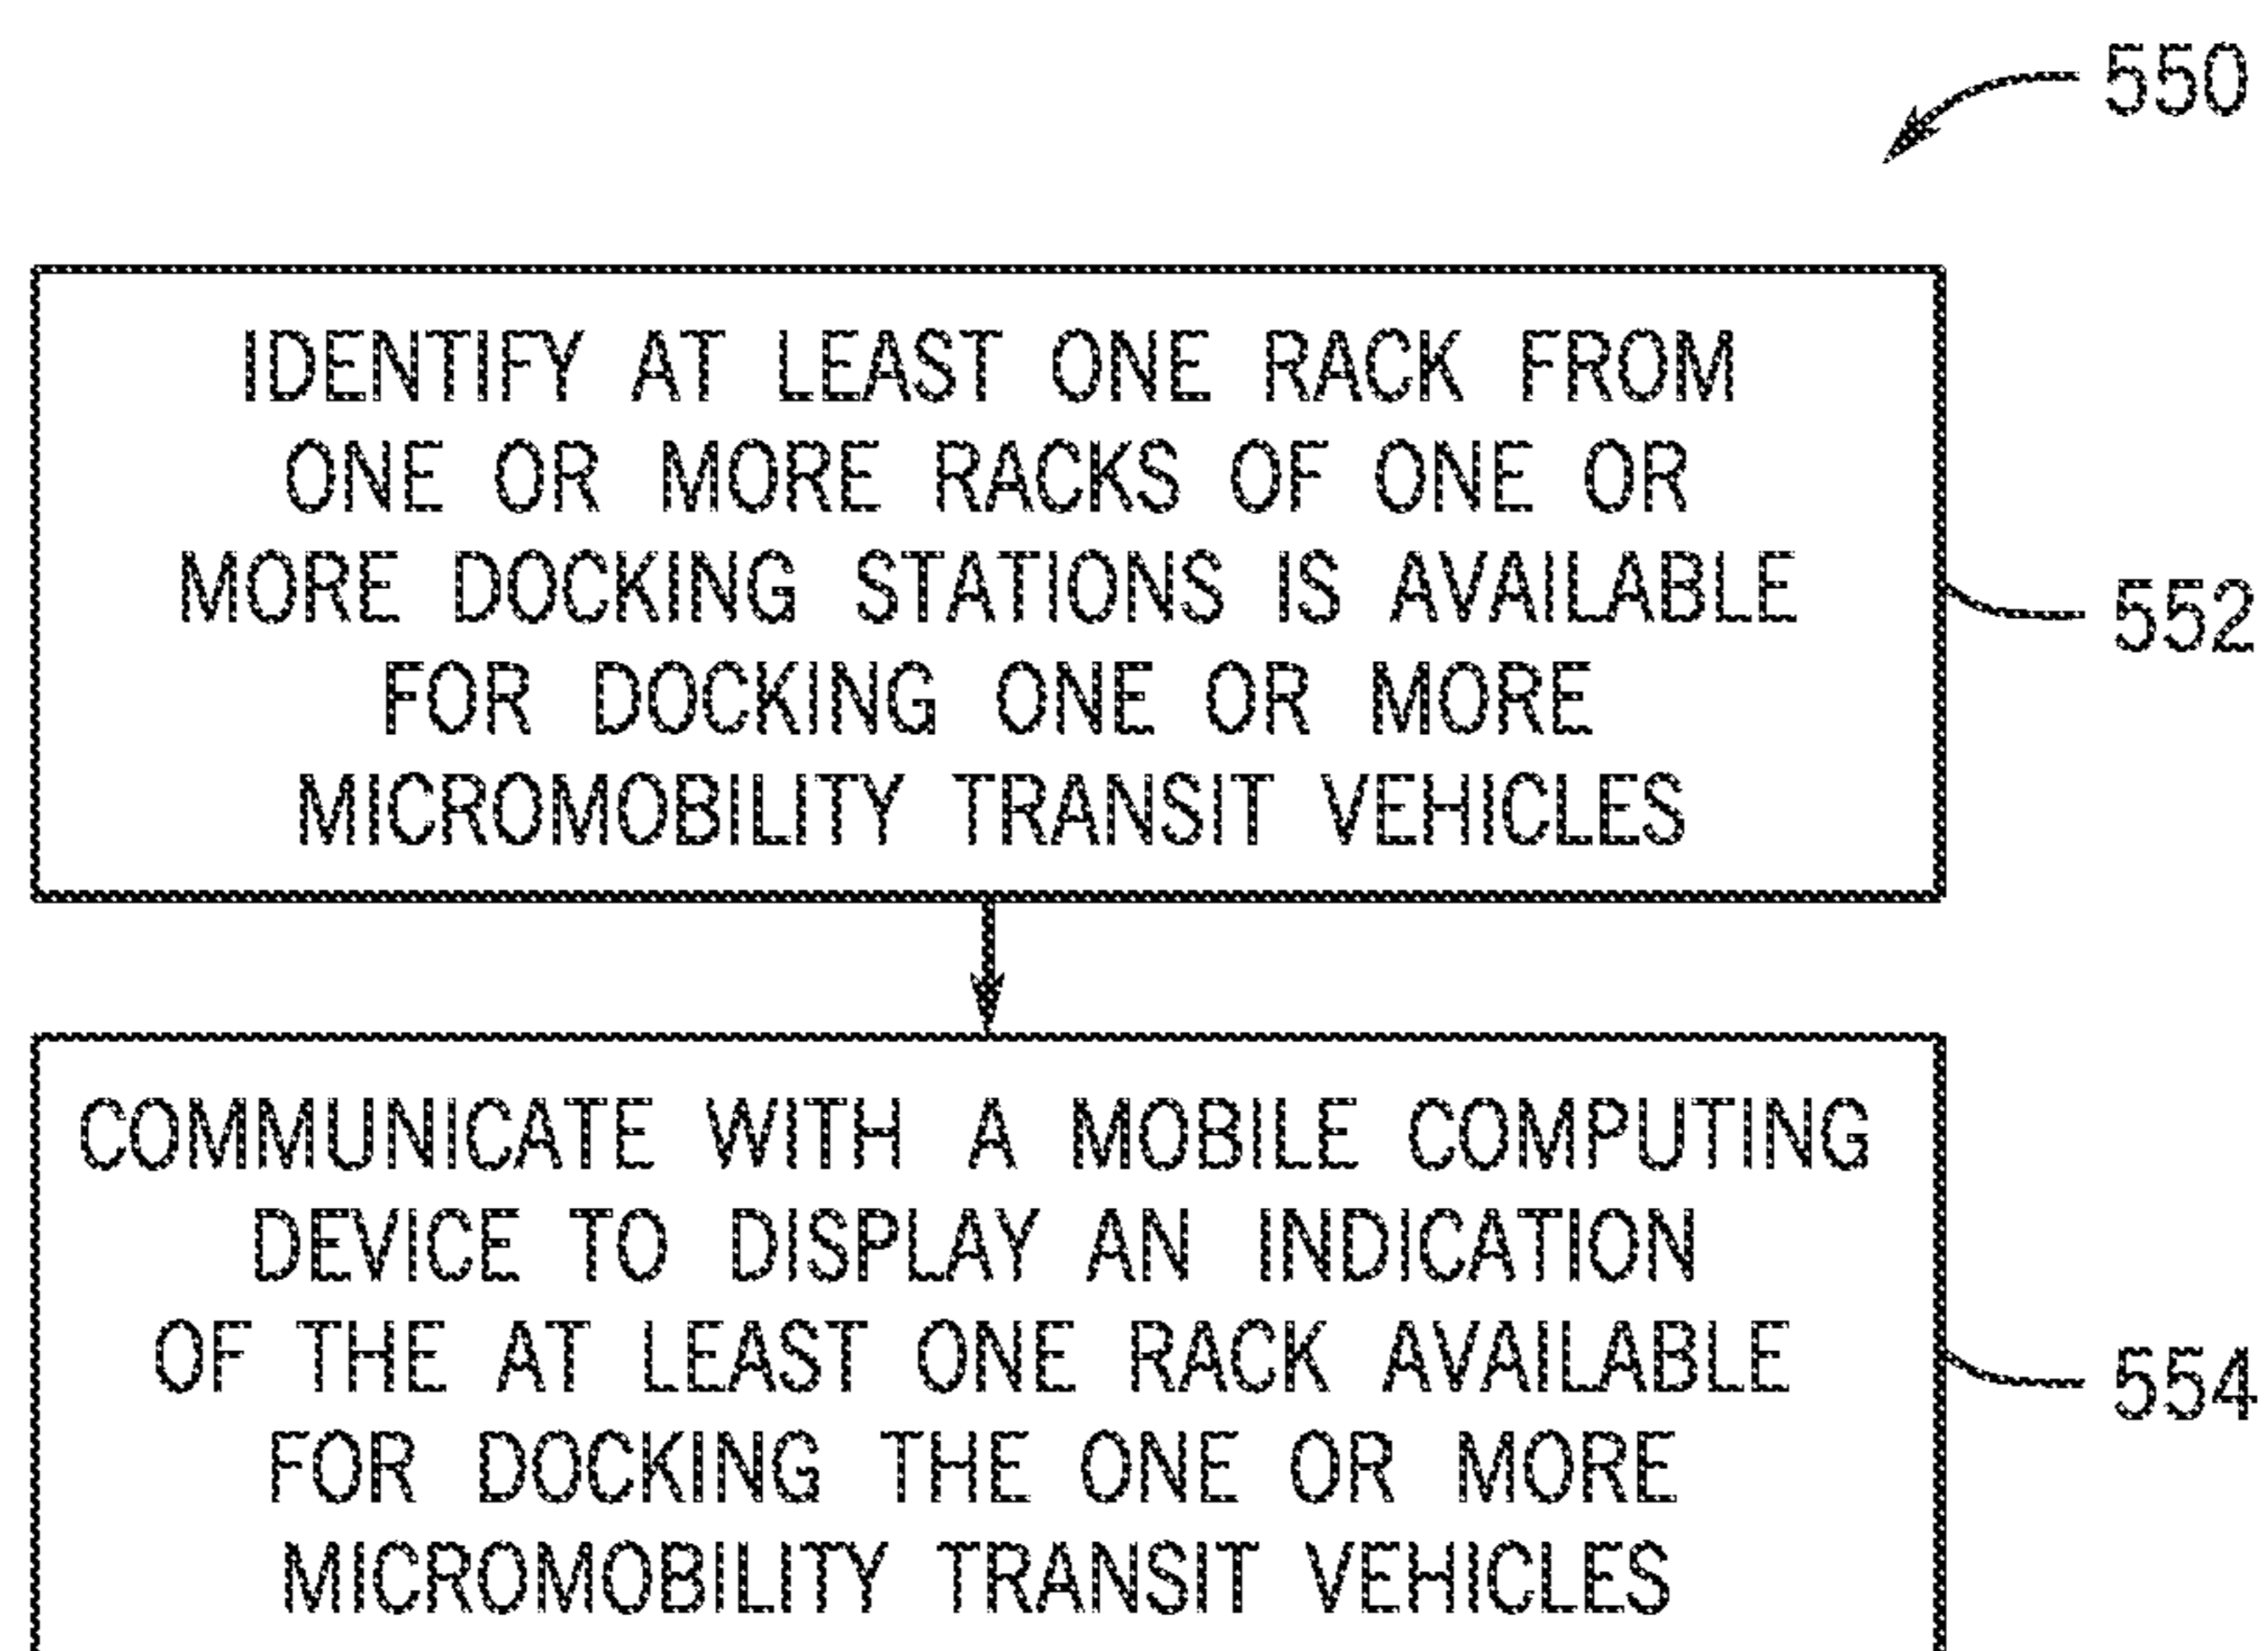 550
IDENTIFY AT LEAST ONE RACK FROM
ONE OR MORE RACKS OF ONE OR
MORE DOCKING STATIONS IS AVAILABLE
FOR DOCKING ONE OR MORE
MICROMOBILITY TRANSIT VEHICLES
552
COMMUNICATE WITH A MOBILE COMPUTING
DEVICE TO DISPLAY AN INDICATION
OF THE AT LEAST ONE RACK AVAILABLE
FOR DOCKING THE ONE OR MORE
MICROMOBILITY TRANSIT VEHICLES
554